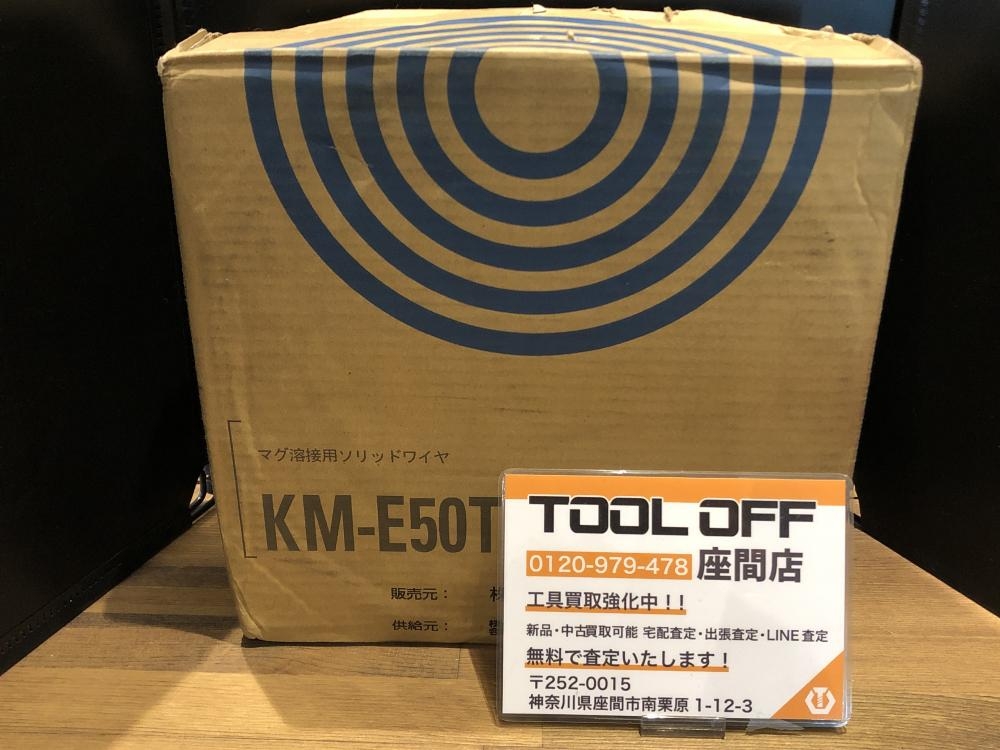 マグ溶接用ソリッドワイヤ
KM-E50T
販売元：
供給元：
TOOL OFF
0120-979-478 座間店
工具買取強化中！！
新品・中古買取可能 宅配査定・出張査定・LINE査定
無料で査定いたします！
〒252-0015
神奈川県座間市南栗原 1-12-3